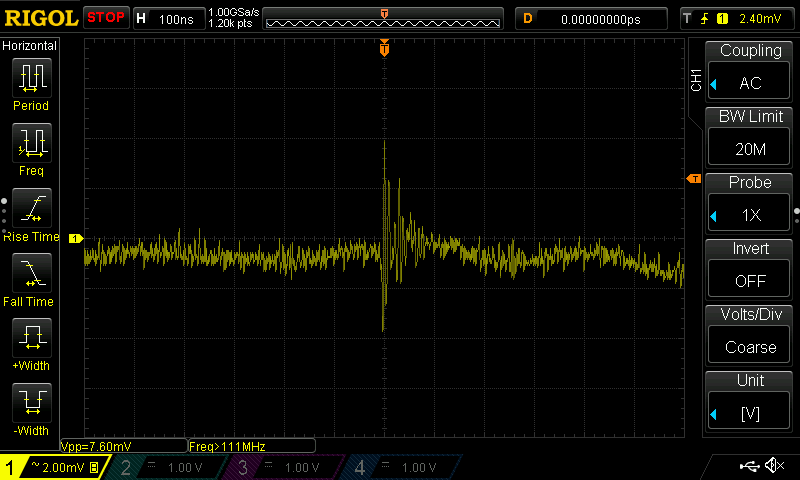 RIGOL STOP H 100ns 1.00GSa/s 1.20k pts T D 0.00000000ps T 1 2.40mV
Horizontal
Period
Freq
Rise Time
Fall Time
+Width
-Width
T
1
T
Vpp=7.60mV Freq>111MHz
CH1
Coupling
AC
BW Limit
20M
Probe
1X
Invert
OFF
Volts/Div
Coarse
Unit
[V]
1 ~ 2.00mV B 2 1.00 V 3 1.00 V 4 1.00 V